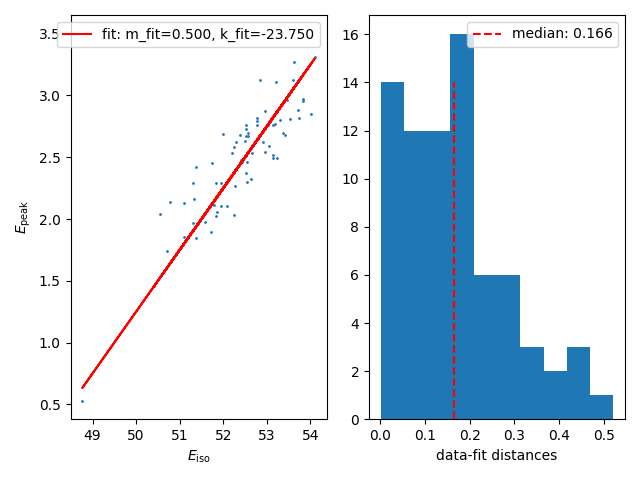 fit: m_fit=0.500, k_fit=-23.750
3.5
3.0
2.5
2.0
1.5
1.0
0.5
E_peak
49 50 51 52 53 54
E_iso
median: 0.166
16
14
12
10
8
6
4
2
0
0.0 0.1 0.2 0.3 0.4 0.5
data-fit distances